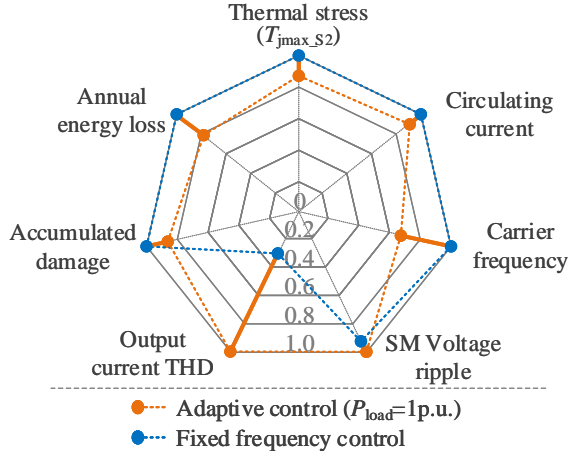 Thermal stress
(Tjmax_S2)
Annual
energy loss
Circulating
current
0
0.2
0.4
0.6
0.8
1.0
Accumulated
damage
Carrier
frequency
Output
current THD
SM Voltage
ripple
Adaptive control (Pload=1p.u.)
Fixed frequency control